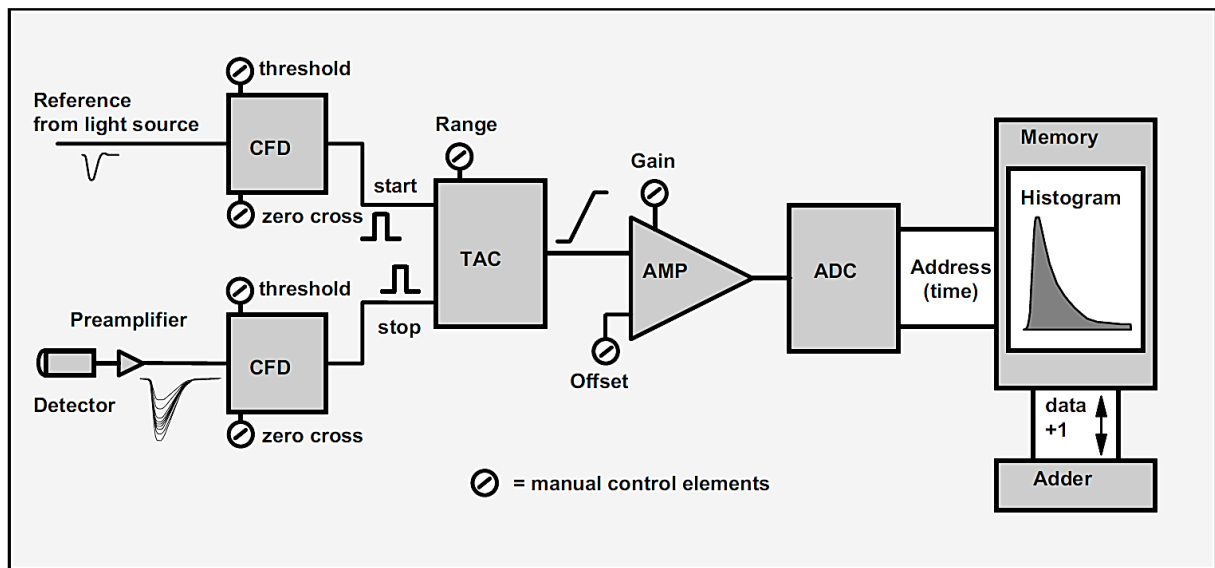 threshold
Reference
from light source
CFD
zero cross
Range
start
TAC
stop
threshold
Preamplifier
CFD
Detector
zero cross
Gain
AMP
Offset
ADC
Address
(time)
Memory
Histogram
data
+1
Adder
= manual control elements